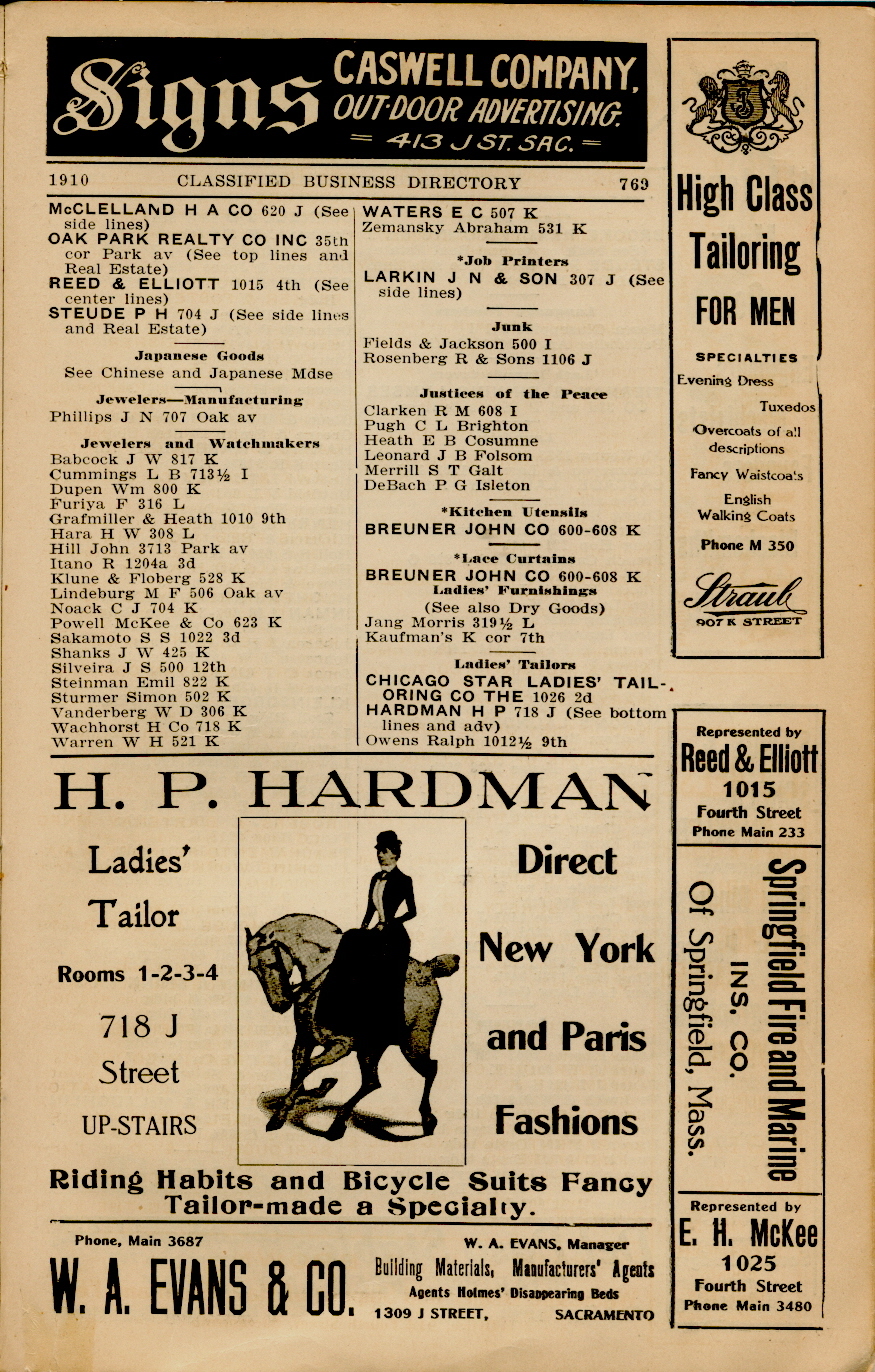 Signs
CASWELL COMPANY,
OUT-DOOR ADVERTISING.
= 413 J ST. SAC. =
1910 CLASSIFIED BUSINESS DIRECTORY 769
McCLELLAND H A CO 620 J (See
side lines)
OAK PARK REALTY CO INC 35th
cor Park av (See top lines and
Real Estate)
REED & ELLIOTT 1015 4th (See
center lines)
STEUDE P H 704 J (See side lines
and Real Estate)
Japanese Goods
See Chinese and Japanese Mdse
Jewelers—Manufacturing
Phillips J N 707 Oak av
Jewelers and Watchmakers
Babcock J W 817 K
Cummings L B 713½ I
Dupen Wm 800 K
Furiya F 316 L
Grafmiller & Heath 1010 9th
Hara H W 308 L
Hill John 3713 Park av
Itano R 1204a 3d
Klune & Floberg 528 K
Lindeburg M F 506 Oak av
Noack C J 704 K
Powell McKee & Co 623 K
Sakamoto S S 1022 3d
Shanks J W 425 K
Silveira J S 500 12th
Steinman Emil 822 K
Sturmer Simon 502 K
Vanderberg W D 306 K
Wachhorst H Co 718 K
Warren W H 521 K
WATERS E C 507 K
Zemansky Abraham 531 K
*Job Printers
LARKIN J N & SON 307 J (See
side lines)
Junk
Fields & Jackson 500 I
Rosenberg R & Sons 1106 J
Justices of the Peace
Clarken R M 608 I
Pugh C L Brighton
Heath E B Cosumne
Leonard J B Folsom
Merrill S T Galt
DeBach P G Isleton
*Kitchen Utensils
BREUNER JOHN CO 600-608 K
*Lace Curtains
BREUNER JOHN CO 600-608 K
Ladies' Furnishings
(See also Dry Goods)
Jang Morris 319½ L
Kaufman's K cor 7th
Ladies' Tailors
CHICAGO STAR LADIES' TAIL-
ORING CO THE 1026 2d
HARDMAN H P 718 J (See bottom
lines and adv)
Owens Ralph 1012½ 9th
High Class
Tailoring
FOR MEN
SPECIALTIES
Evening Dress
Tuxedos
Overcoats of all
descriptions
Fancy Waistcoats
English
Walking Coats
Phone M 350
Straub
907 K STREET
Represented by
Reed & Elliott
1015
Fourth Street
Phone Main 233
Springfield Fire and Marine
INS. CO.
Of Springfield, Mass.
Represented by
E. H. McKee
1025
Fourth Street
Phone Main 3480
H. P. HARDMAN
Ladies'
Tailor
Rooms 1-2-3-4
718 J
Street
UP-STAIRS
Direct
New York
and Paris
Fashions
Riding Habits and Bicycle Suits Fancy
Tailor-made a Specialty.
Phone, Main 3687
W. A. EVANS & CO.
W. A. EVANS, Manager
Building Materials, Manufacturers' Agents
Agents Holmes' Disappearing Beds
1309 J STREET, SACRAMENTO